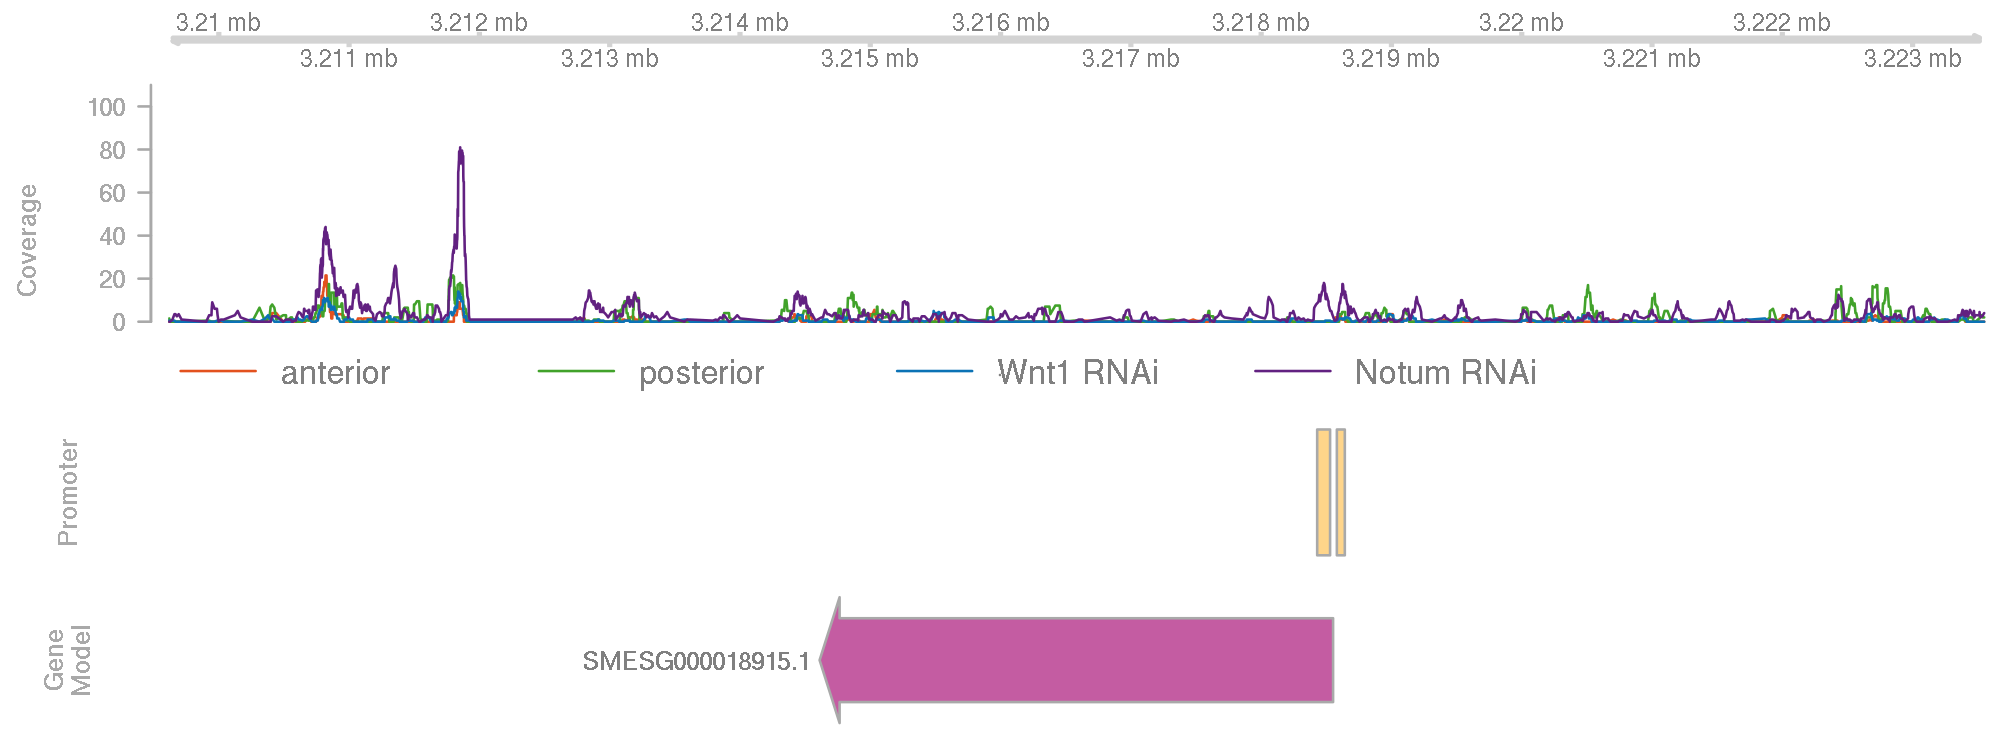 3.21 mb 3.212 mb 3.214 mb 3.216 mb 3.218 mb 3.22 mb 3.222 mb
3.211 mb 3.213 mb 3.215 mb 3.217 mb 3.219 mb 3.221 mb 3.223 mb
Coverage
100
80
60
40
20
0
anterior posterior Wnt1 RNAi Notum RNAi
Promoter
Gene
Model
SMESG000018915.1